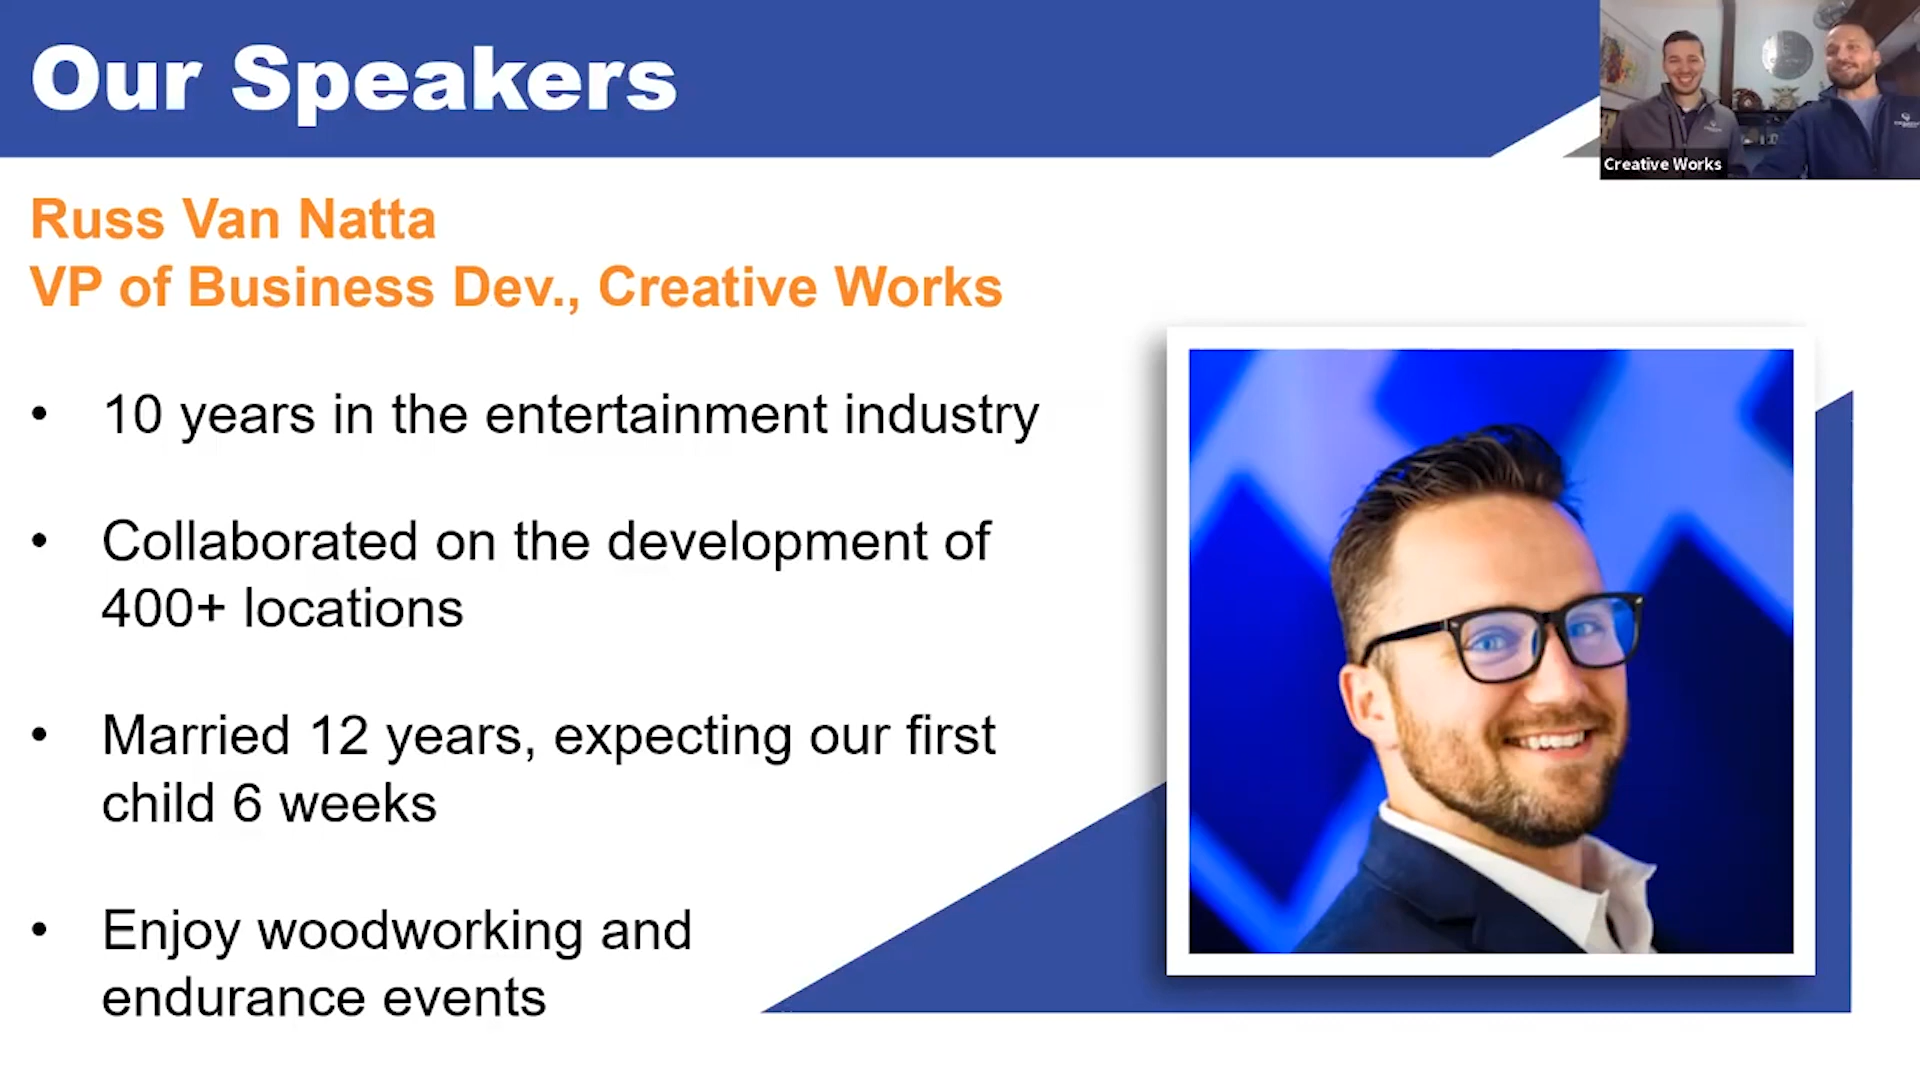 Our Speakers
Creative Works
Russ Van Natta
VP of Business Dev., Creative Works
• 10 years in the entertainment industry
• Collaborated on the development of
400+ locations
• Married 12 years, expecting our first
child 6 weeks
• Enjoy woodworking and
endurance events